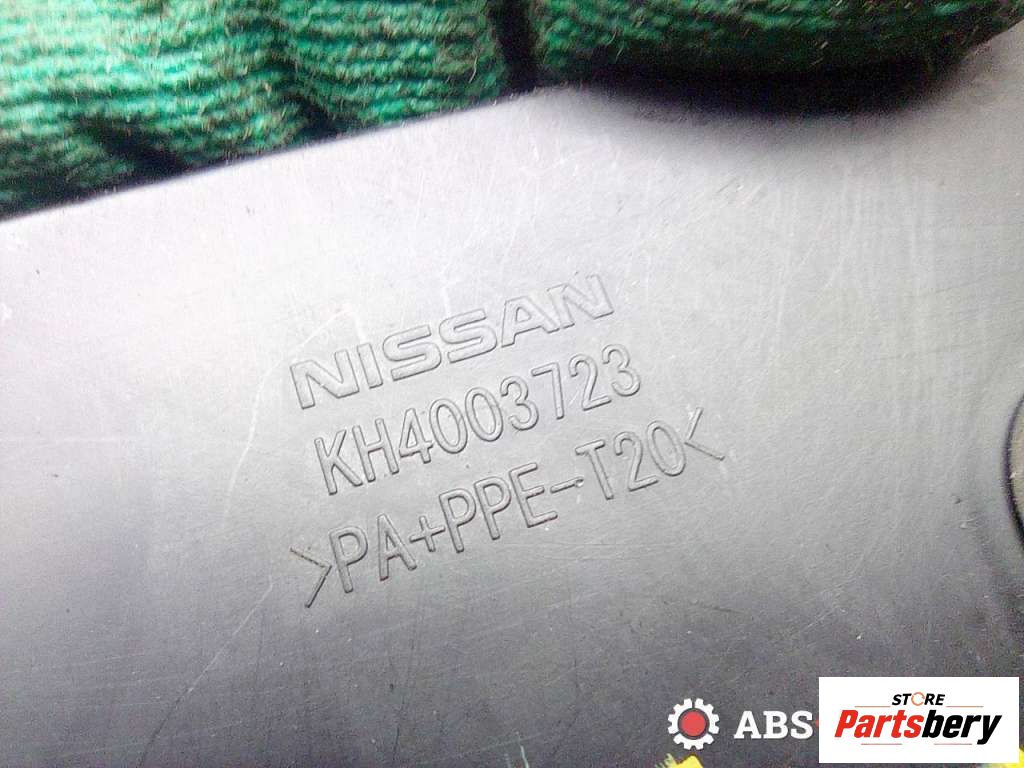 NISSAN
KH4003723
>PA+PPE-T20<
ABS-
STORE
Partsbery